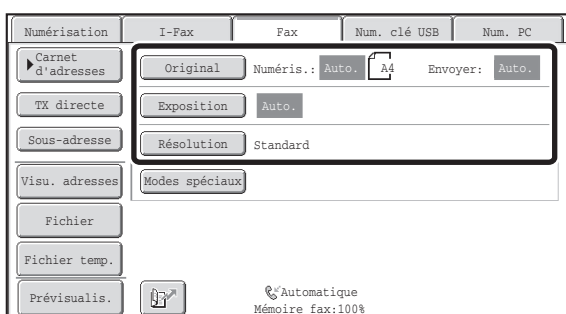 Numérisation I-Fax Fax Num. clé USB Num. PC
Carnet
d'adresses
Original Numéris.: Auto. A4 Envoyer: Auto.
TX directe
Exposition Auto.
Sous-adresse
Résolution Standard
Visu. adresses
Modes spéciaux
Fichier
Fichier temp.
Prévisualis.
Automatique
Mémoire fax:100%